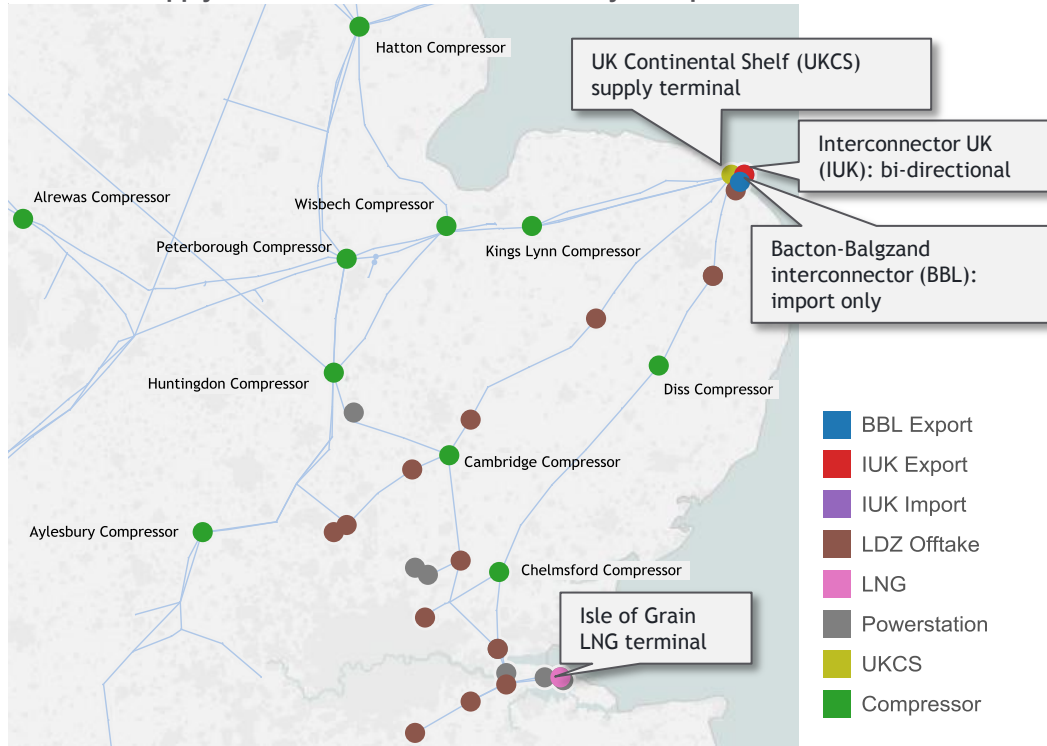 Hatton Compressor
UK Continental Shelf (UKCS)
supply terminal
Interconnector UK
(IUK): bi-directional
Alrewas Compressor
Wisbech Compressor
Peterborough Compressor
Kings Lynn Compressor
Bacton-Balgzand
interconnector (BBL):
import only
Huntingdon Compressor
Diss Compressor
Cambridge Compressor
Aylesbury Compressor
Chelmsford Compressor
Isle of Grain
LNG terminal
BBL Export
IUK Export
IUK Import
LDZ Offtake
LNG
Powerstation
UKCS
Compressor